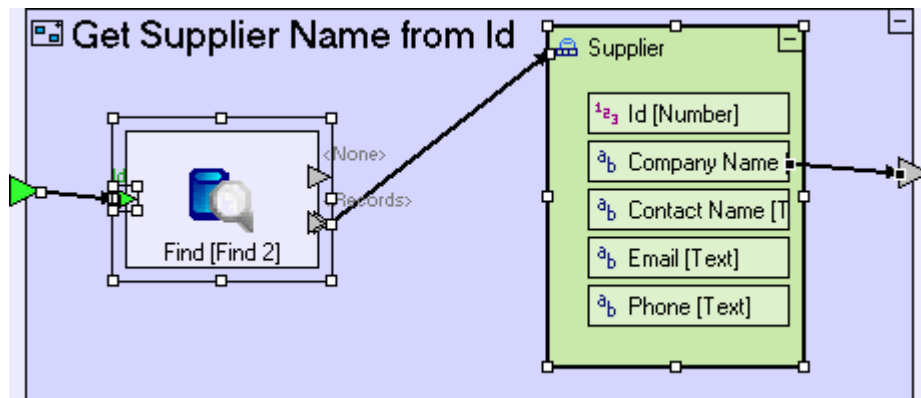 Get Supplier Name from Id
Supplier
Id [Number]
Company Name
Contact Name [T
Email [Text]
Phone [Text]
Id
<None>
<Records>
Find [Find 2]